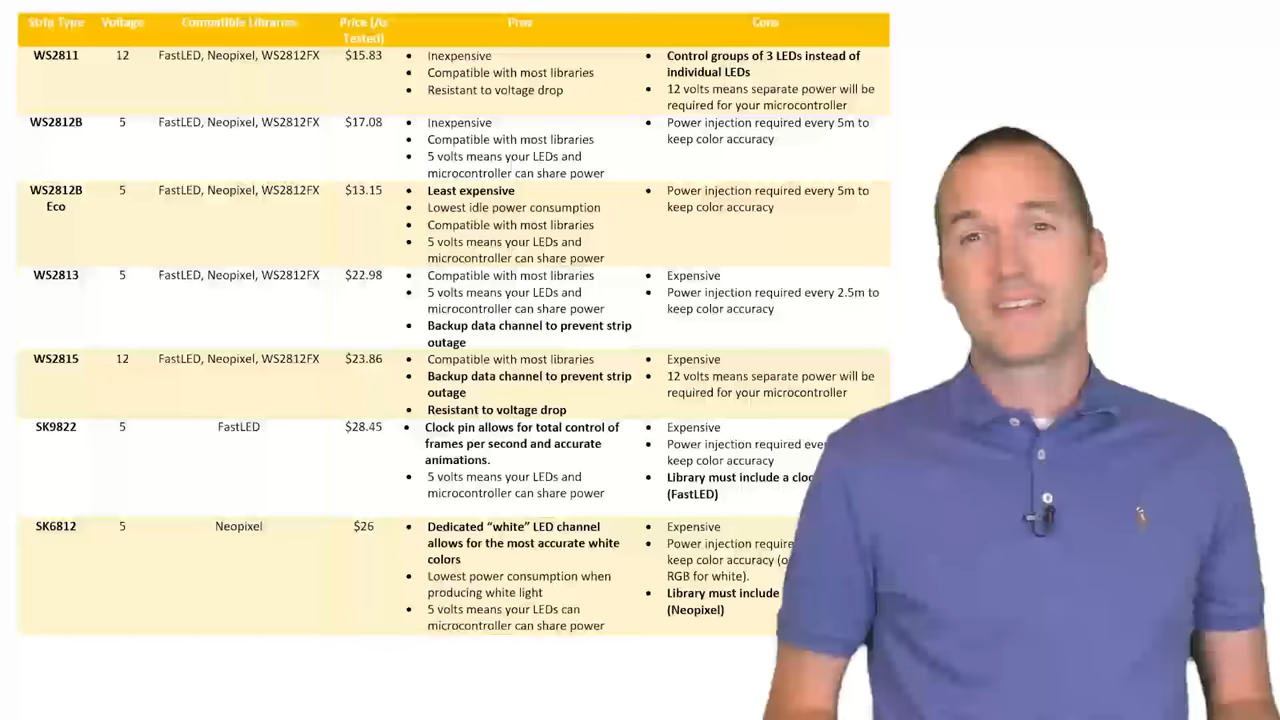 Strip Type Voltage Compatible Libraries Price (As Tested) Pros Cons
WS2811 12 FastLED, Neopixel, WS2812FX $15.83
Inexpensive
Compatible with most libraries
Resistant to voltage drop
Control groups of 3 LEDs instead of
individual LEDs
12 volts means separate power will be
required for your microcontroller
WS2812B 5 FastLED, Neopixel, WS2812FX $17.08
Inexpensive
Compatible with most libraries
5 volts means your LEDs and
microcontroller can share power
Power injection required every 5m to
keep color accuracy
WS2812B Eco 5 FastLED, Neopixel, WS2812FX $13.15
Least expensive
Lowest idle power consumption
Compatible with most libraries
5 volts means your LEDs and
microcontroller can share power
Power injection required every 5m to
keep color accuracy
WS2813 5 FastLED, Neopixel, WS2812FX $22.98
Compatible with most libraries
5 volts means your LEDs and
microcontroller can share power
Backup data channel to prevent strip
outage
Expensive
Power injection required every 2.5m to
keep color accuracy
WS2815 12 FastLED, Neopixel, WS2812FX $23.86
Compatible with most libraries
Backup data channel to prevent strip
outage
Resistant to voltage drop
Expensive
12 volts means separate power will be
required for your microcontroller
SK9822 5 FastLED $28.45
Clock pin allows for total control of
frames per second and accurate
animations.
5 volts means your LEDs and
microcontroller can share power
Expensive
Power injection required
keep color accuracy
Library must include a
(FastLED)
SK6812 5 Neopixel $26
Dedicated "white" LED channel
allows for the most accurate white
colors
Lowest power consumption when
producing white light
5 volts means your LEDs can
microcontroller can share power
Expensive
Power injection
keep color accuracy
RGB for white).
Library must include
(Neopixel)